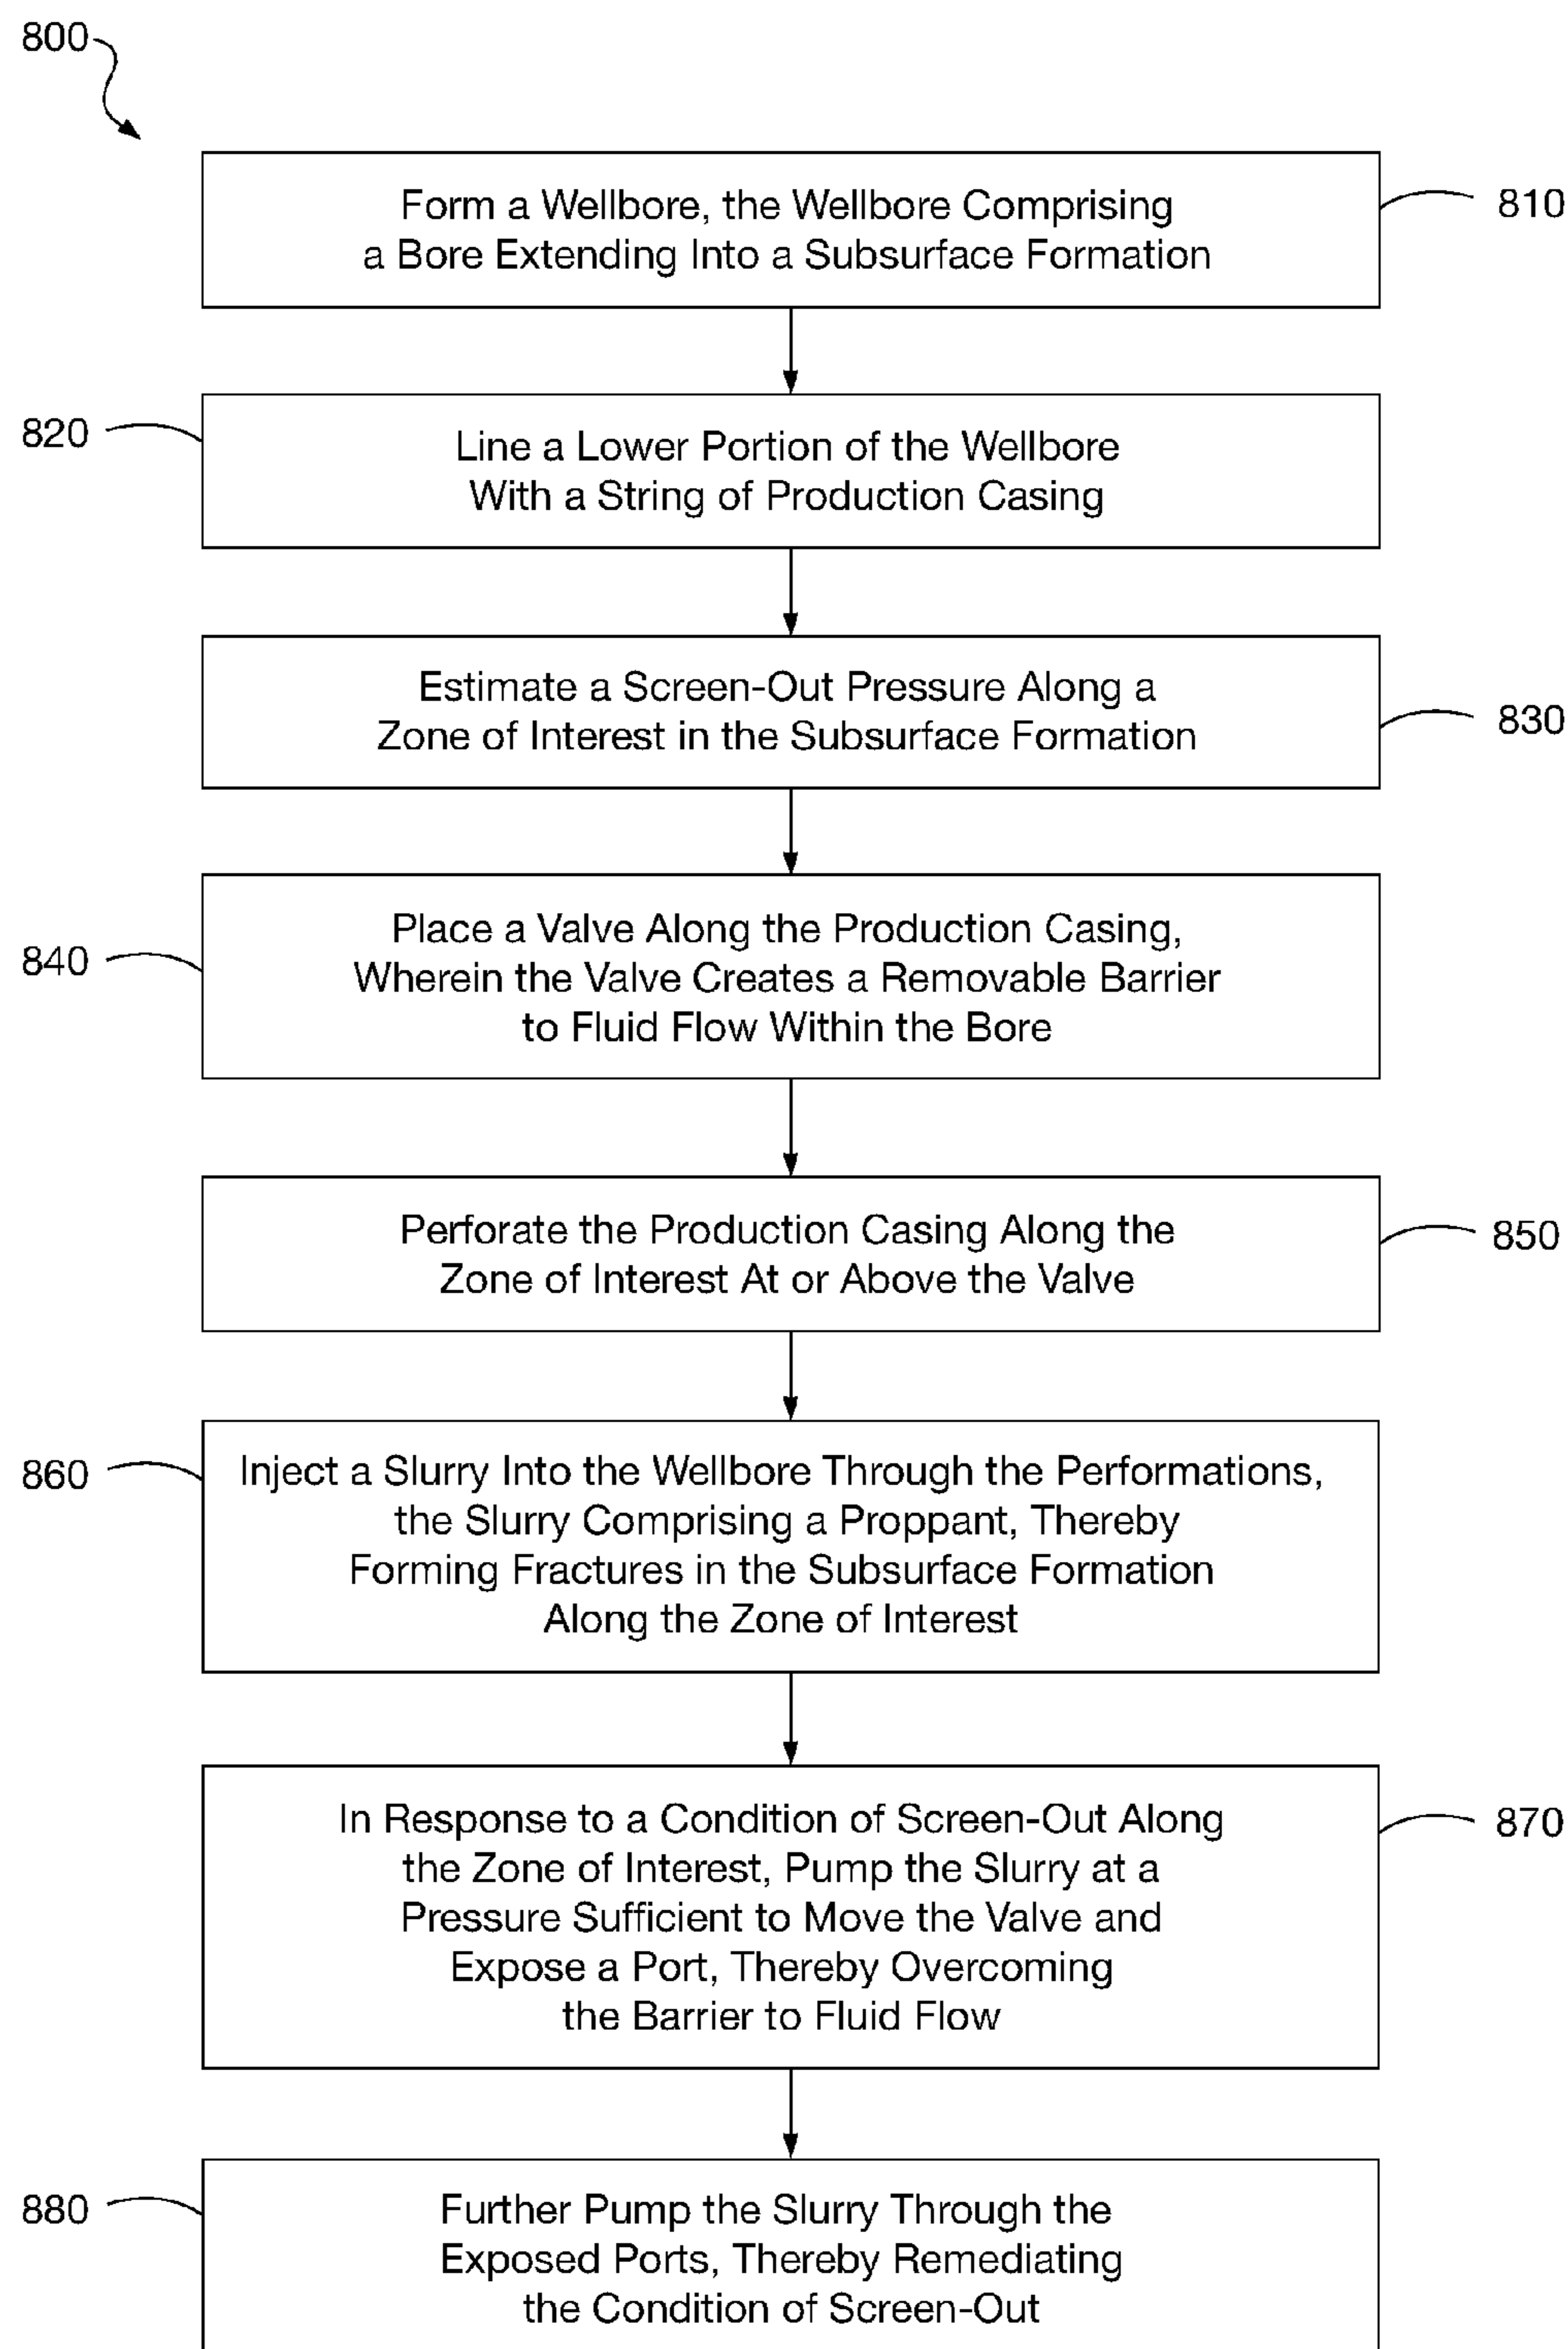 800
Form a Wellbore, the Wellbore Comprising
a Bore Extending Into a Subsurface Formation
810
820
Line a Lower Portion of the Wellbore
With a String of Production Casing
Estimate a Screen-Out Pressure Along a
Zone of Interest in the Subsurface Formation
830
840
Place a Valve Along the Production Casing,
Wherein the Valve Creates a Removable Barrier
to Fluid Flow Within the Bore
Perforate the Production Casing Along the
Zone of Interest At or Above the Valve
850
860
Inject a Slurry Into the Wellbore Through the Performations,
the Slurry Comprising a Proppant, Thereby
Forming Fractures in the Subsurface Formation
Along the Zone of Interest
In Response to a Condition of Screen-Out Along
the Zone of Interest, Pump the Slurry at a
Pressure Sufficient to Move the Valve and
Expose a Port, Thereby Overcoming
the Barrier to Fluid Flow
870
880
Further Pump the Slurry Through the
Exposed Ports, Thereby Remediating
the Condition of Screen-Out